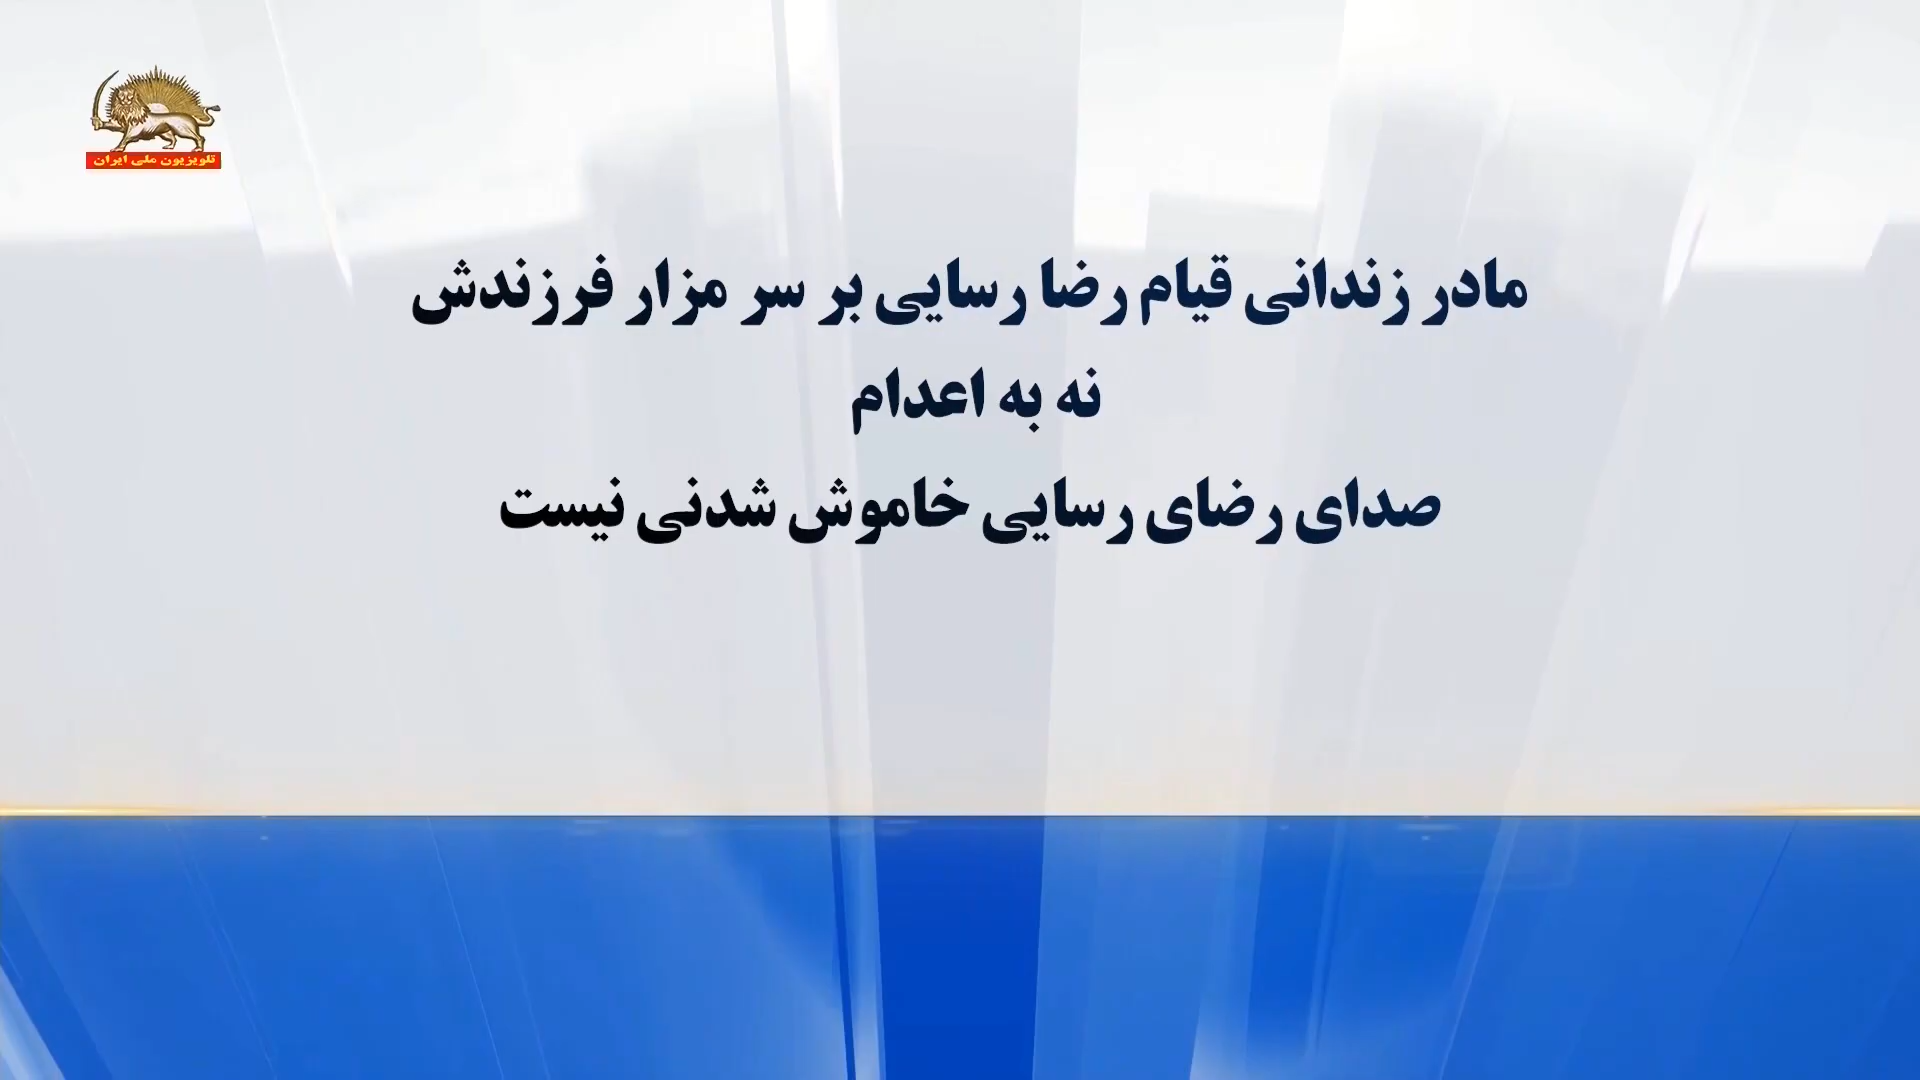 تلویزیون ملی ایران
مادر زندانی قیام رضا رسایی بر سر مزار فرزندش
نه به اعدام
صدای رضای رسایی خاموش شدنی نیست